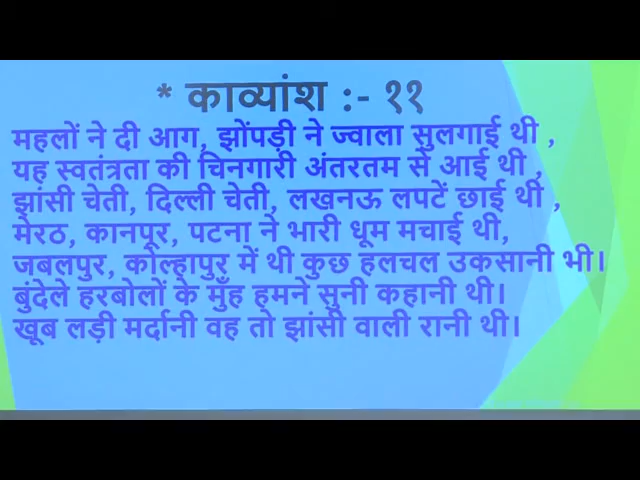 * काव्यांश :- ११
महलों ने दी आग, झोंपड़ी ने ज्वाला सुलगाई थी ,
यह स्वतंत्रता की चिनगारी अंतरतम से आई थी ,
झांसी चेती, दिल्ली चेती, लखनऊ लपटें छाई थी ,
मेरठ, कानपूर, पटना ने भारी धूम मचाई थी,
जबलपुर, कोल्हापुर में थी कुछ हलचल उकसानी भी।
बुंदेले हरबोलों के मुँह हमने सुनी कहानी थी।
खूब लड़ी मर्दानी वह तो झांसी वाली रानी थी।